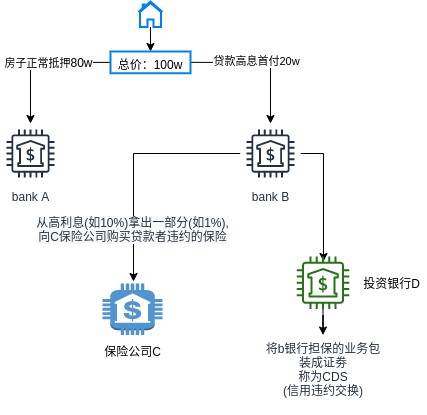 房子正常抵押80w
总价：100w
贷款高息首付20w
$
$
bank A
bank B
从高利息(如10%)拿出一部分(如1%),
向C保险公司购买贷款者违约的保险
$
$
投资银行D
保险公司C
将b银行担保的业务包
装成证券
称为CDS
(信用违约交换)